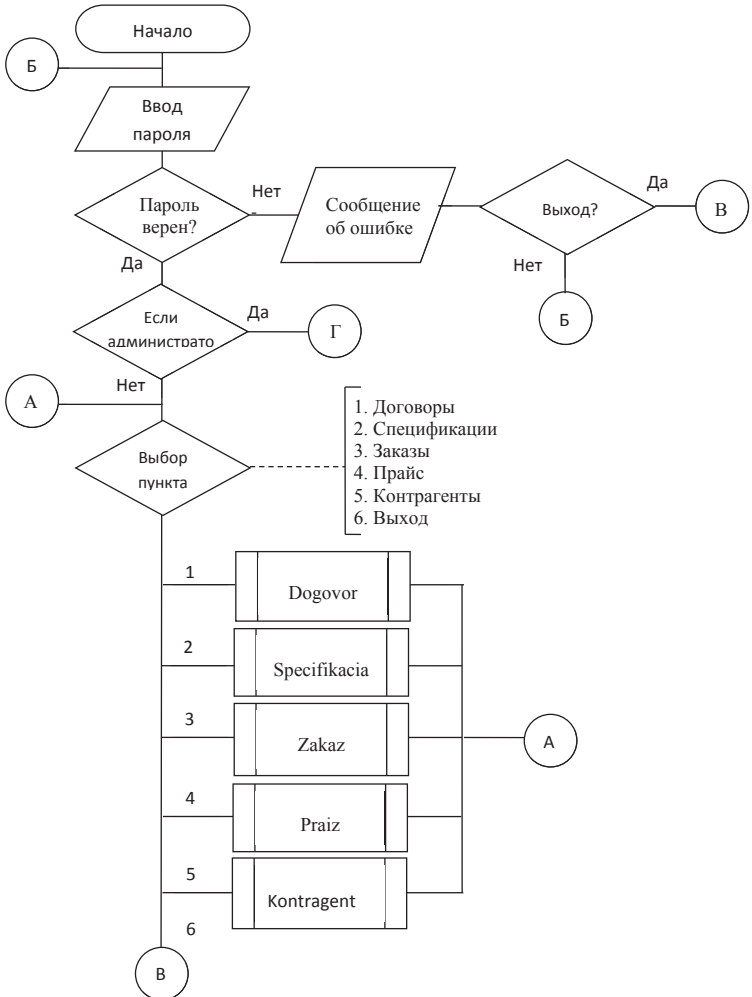 Начало
Б
Ввод
пароля
Пароль
верен?
Нет
Сообщение
об ошибке
Выход?
Да
В
Нет
Б
Да
Если
администрато
Да
Г
Нет
А
Выбор
пункта
1. Договоры
2. Спецификации
3. Заказы
4. Прайс
5. Контрагенты
6. Выход
1
Dogovor
2
Specifikacia
3
Zakaz
А
4
Praiz
5
Kontragent
6
В